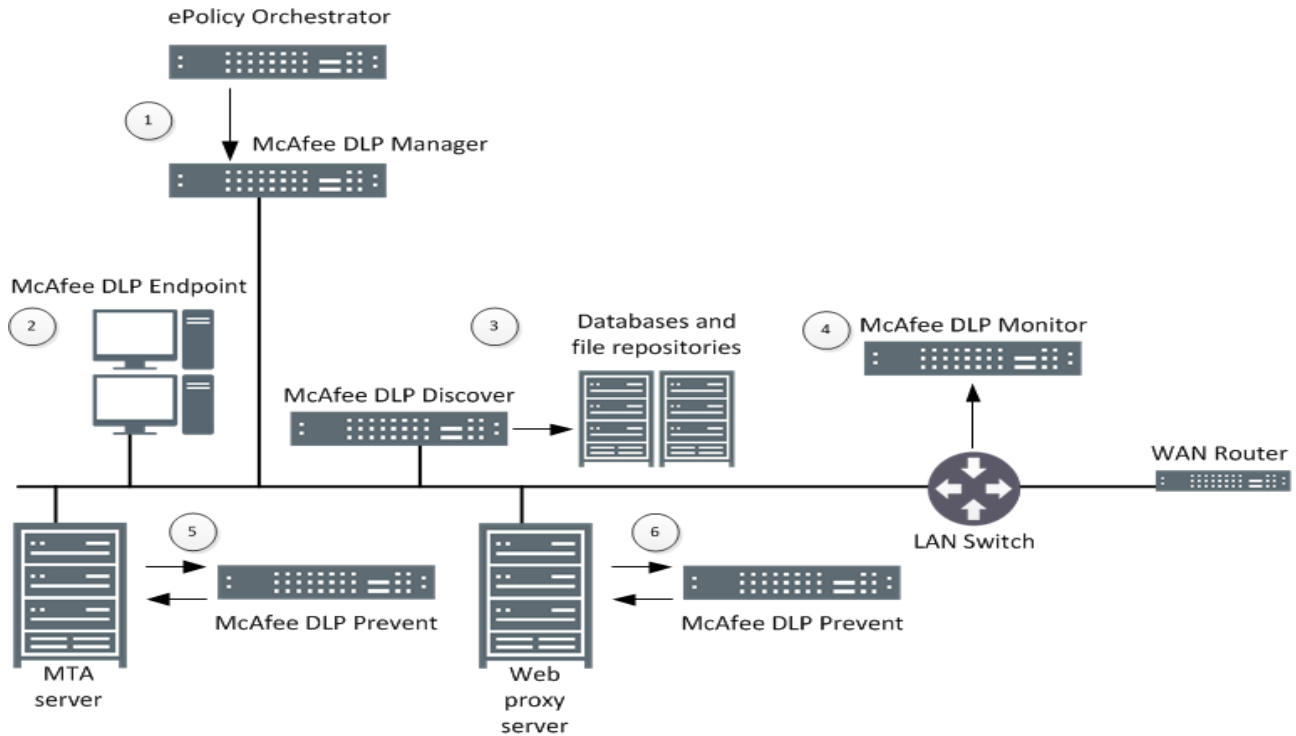 ePolicy Orchestrator
1
McAfee DLP Manager
McAfee DLP Endpoint
2
3
Databases and
file repositories
4
McAfee DLP Monitor
McAfee DLP Discover
WAN Router
LAN Switch
5
McAfee DLP Prevent
6
McAfee DLP Prevent
MTA
server
Web
proxy
server